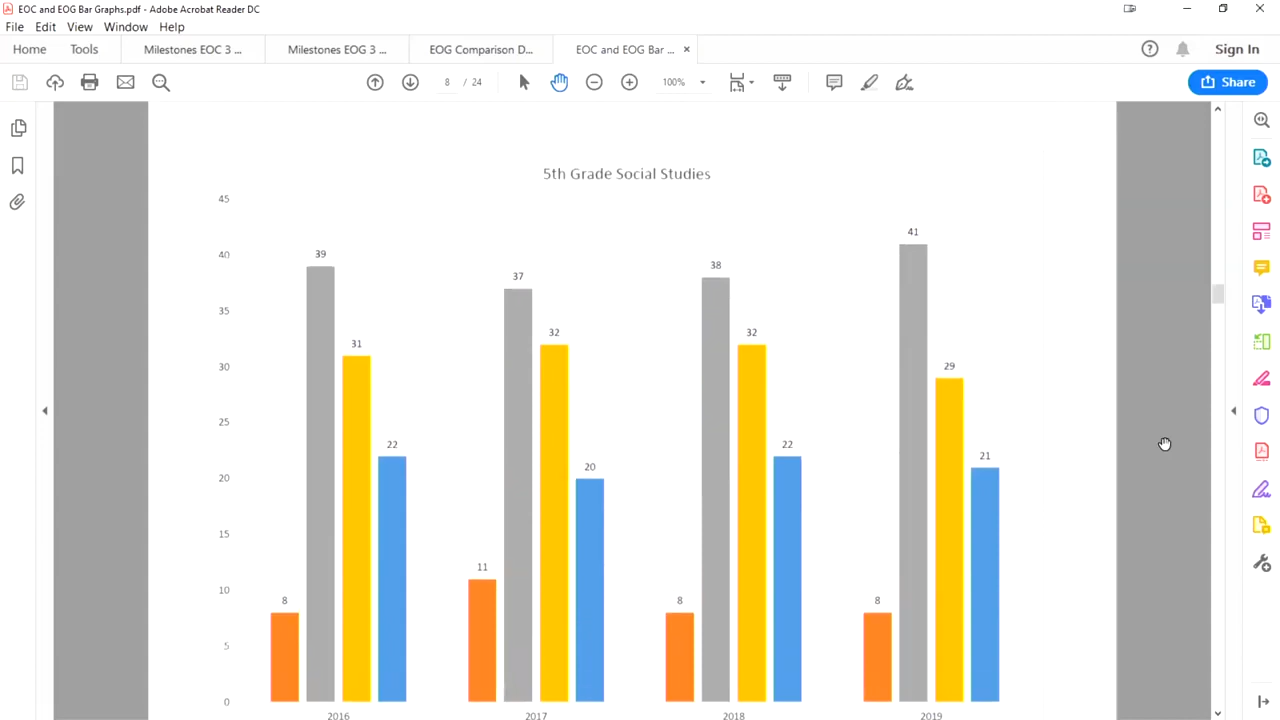 EOC and EOG Bar Graphs.pdf - Adobe Acrobat Reader DC
File Edit View Window Help
Home Tools Milestones EOC 3 ... Milestones EOG 3 ... EOG Comparison D... EOC and EOG Bar ... × Sign In
8 / 24 100% Share
5th Grade Social Studies
45
41
40 39 38 37
35
32 32 31
30 29
25
22 22 21
20 20
15
11
10
8 8 8
5
0
2016 2017 2018 2019